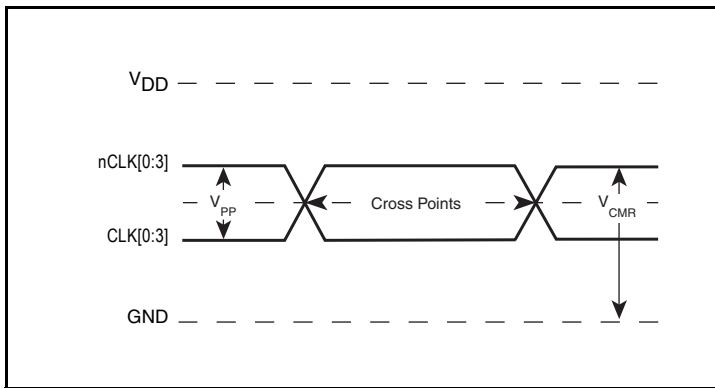 VDD
nCLK[0:3]
VPP
Cross Points
VCMR
CLK[0:3]
GND